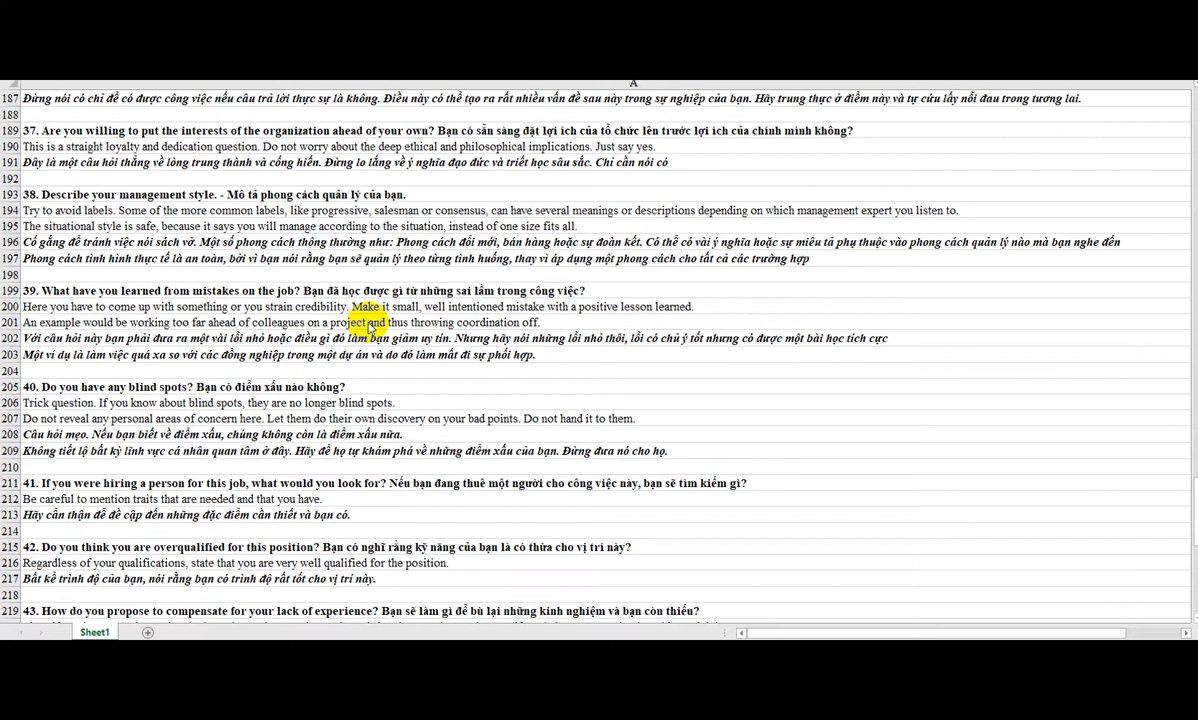 A
187 Đừng nói có chỉ để có được công việc nếu câu trả lời thực sự là không. Điều này có thể tạo ra rất nhiều vấn đề sau này trong sự nghiệp của bạn. Hãy trung thực ở điểm này và tự cứu lấy nỗi đau trong tương lai.
188
189 37. Are you willing to put the interests of the organization ahead of your own? Bạn có sẵn sàng đặt lợi ích của tổ chức lên trước lợi ích của chính mình không?
190 This is a straight loyalty and dedication question. Do not worry about the deep ethical and philosophical implications. Just say yes.
191 Đây là một câu hỏi thẳng về lòng trung thành và cống hiến. Đừng lo lắng về ý nghĩa đạo đức và triết học sâu sắc. Chỉ cần nói có
192
193 38. Describe your management style. - Mô tả phong cách quản lý của bạn.
194 Try to avoid labels. Some of the more common labels, like progressive, salesman or consensus, can have several meanings or descriptions depending on which management expert you listen to.
195 The situational style is safe, because it says you will manage according to the situation, instead of one size fits all.
196 Cố gắng để tránh việc nói sách vở. Một số phong cách thông thường như: Phong cách đổi mới, bán hàng hoặc sự đoàn kết. Có thể có vài ý nghĩa hoặc sự miêu tả phụ thuộc vào phong cách quản lý nào mà bạn nghe đến
197 Phong cách tình hình thực tế là an toàn, bởi vì bạn nói rằng bạn sẽ quản lý theo từng tình huống, thay vì áp dụng một phong cách cho tất cả các trường hợp
198
199 39. What have you learned from mistakes on the job? Bạn đã học được gì từ những sai lầm trong công việc?
200 Here you have to come up with something or you strain credibility. Make it small, well intentioned mistake with a positive lesson learned.
201 An example would be working too far ahead of colleagues on a project and thus throwing coordination off.
202 Với câu hỏi này bạn phải đưa ra một vài lỗi nhỏ hoặc điều gì đó làm bạn giảm uy tín. Nhưng hãy nói những lỗi nhỏ thôi, lỗi có chủ ý tốt nhưng có được một bài học tích cực
203 Một ví dụ là làm việc quá xa so với các đồng nghiệp trong một dự án và do đó làm mất đi sự phối hợp.
204
205 40. Do you have any blind spots? Bạn có điểm xấu nào không?
206 Trick question. If you know about blind spots, they are no longer blind spots.
207 Do not reveal any personal areas of concern here. Let them do their own discovery on your bad points. Do not hand it to them.
208 Câu hỏi mẹo. Nếu bạn biết về điểm xấu, chúng không còn là điểm xấu nữa.
209 Không tiết lộ bất kỳ lĩnh vực cá nhân quan tâm ở đây. Hãy để họ tự khám phá về những điểm xấu của bạn. Đừng đưa nó cho họ.
210
211 41. If you were hiring a person for this job, what would you look for? Nếu bạn đang thuê một người cho công việc này, bạn sẽ tìm kiếm gì?
212 Be careful to mention traits that are needed and that you have.
213 Hãy cẩn thận để đề cập đến những đặc điểm cần thiết và bạn có.
214
215 42. Do you think you are overqualified for this position? Bạn có nghĩ rằng kỹ năng của bạn là có thừa cho vị trí này?
216 Regardless of your qualifications, state that you are very well qualified for the position.
217 Bất kể trình độ của bạn, nói rằng bạn có trình độ rất tốt cho vị trí này.
218
219 43. How do you propose to compensate for your lack of experience? Bạn sẽ làm gì để bù lại những kinh nghiệm và bạn còn thiếu?
Sheet1